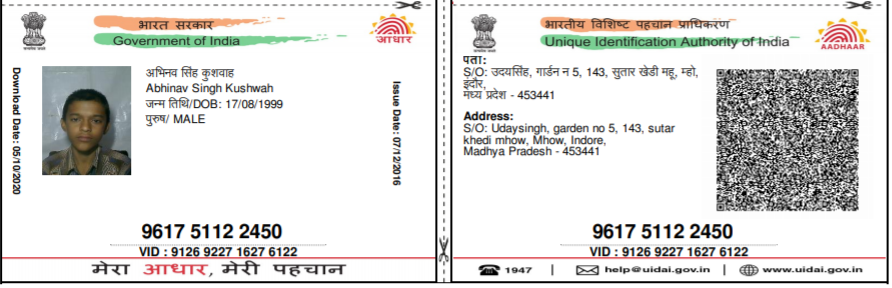 भारत सरकार
Government of India
आधार
Download Date: 05/10/2020
अभिनव सिंह कुशवाह
Abhinav Singh Kushwah
जन्म तिथि/DOB: 17/08/1999
पुरुष/ MALE
Issue Date: 07/12/2016
9617 5112 2450
VID : 9126 9227 1627 6122
मेरा आधार, मेरी पहचान
भारतीय विशिष्ट पहचान प्राधिकरण
Unique Identification Authority of India
AADHAAR
पता:
S/O: उदयसिंह, गार्डन न 5, 143, सुतार खेडी महू, म्हो,
इंदौर,
मध्य प्रदेश - 453441
Address:
S/O: Udaysingh, garden no 5, 143, sutar
khedi mhow, Mhow, Indore,
Madhya Pradesh - 453441
9617 5112 2450
VID : 9126 9227 1627 6122
1947 | help@uidai.gov.in | www.uidai.gov.in